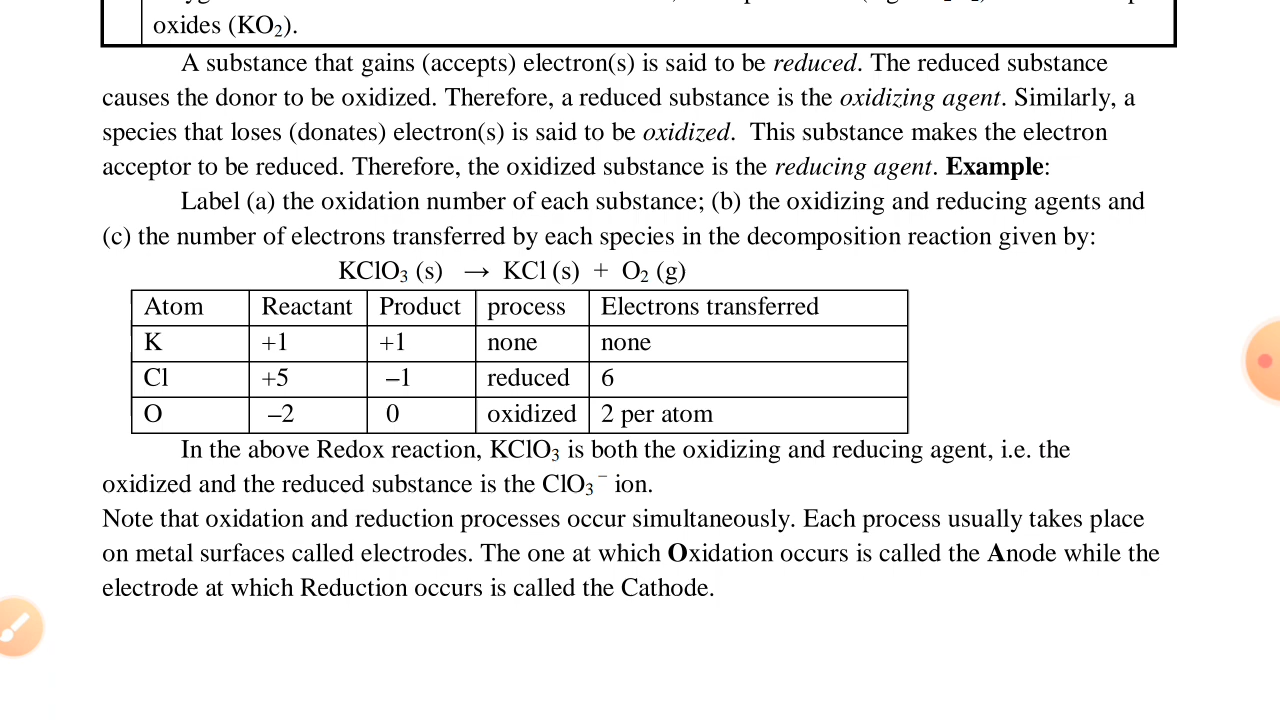 oxides (KO₂).
A substance that gains (accepts) electron(s) is said to be reduced. The reduced substance
causes the donor to be oxidized. Therefore, a reduced substance is the oxidizing agent. Similarly, a
species that loses (donates) electron(s) is said to be oxidized.  This substance makes the electron
acceptor to be reduced. Therefore, the oxidized substance is the reducing agent. Example:
Label (a) the oxidation number of each substance; (b) the oxidizing and reducing agents and
(c) the number of electrons transferred by each species in the decomposition reaction given by:
KClO₃ (s) → KCl (s) + O₂ (g)
Atom Reactant Product process Electrons transferred
K +1 +1 none none
Cl +5 –1 reduced 6
O –2 0 oxidized 2 per atom
In the above Redox reaction, KClO₃ is both the oxidizing and reducing agent, i.e. the
oxidized and the reduced substance is the ClO₃⁻ ion.
Note that oxidation and reduction processes occur simultaneously. Each process usually takes place
on metal surfaces called electrodes. The one at which Oxidation occurs is called the Anode while the
electrode at which Reduction occurs is called the Cathode.